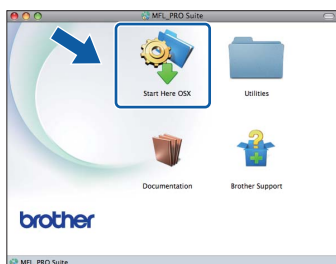 MFL_PRO Suite
Start Here OSX
Utilities
Documentation
Brother Support
brother
MFL_PRO Suite